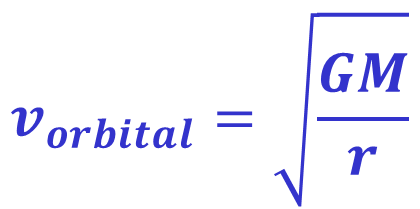 v_orbital = √(GM/r)